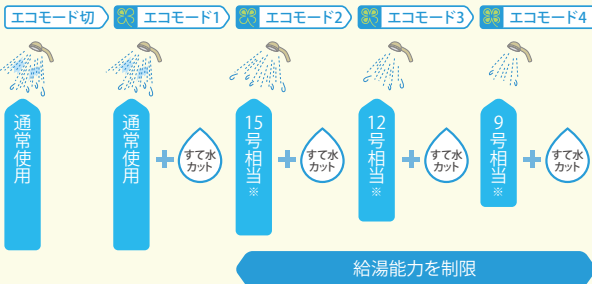 エコモード切
エコモード1
エコモード2
エコモード3
エコモード4
通常使用
通常使用
+
すて水
カット
15号相当※
+
すて水
カット
12号相当※
+
すて水
カット
9号相当※
+
すて水
カット
給湯能力を制限